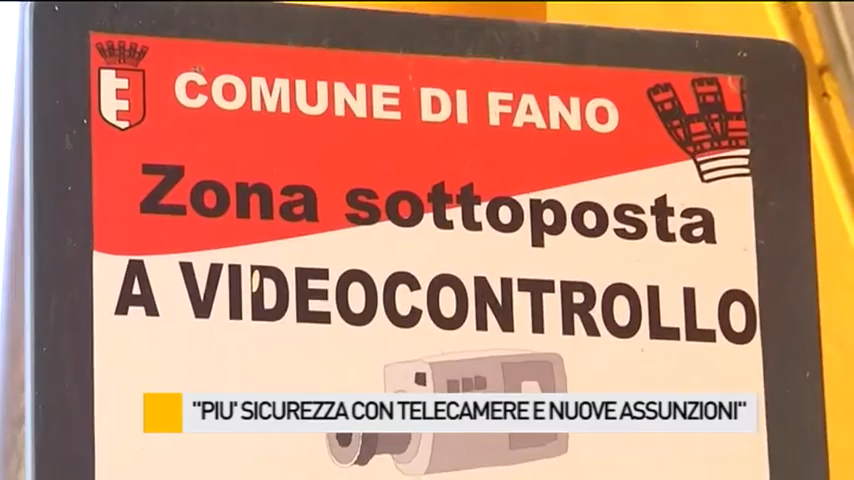 COMUNE DI FANO
Zona sottoposta
A VIDEOCONTROLLO
"PIU' SICUREZZA CON TELECAMERE E NUOVE ASSUNZIONI"